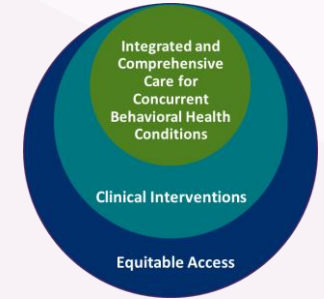 Integrated and
Comprehensive
Care for
Concurrent
Behavioral Health
Conditions
Clinical Interventions
Equitable Access